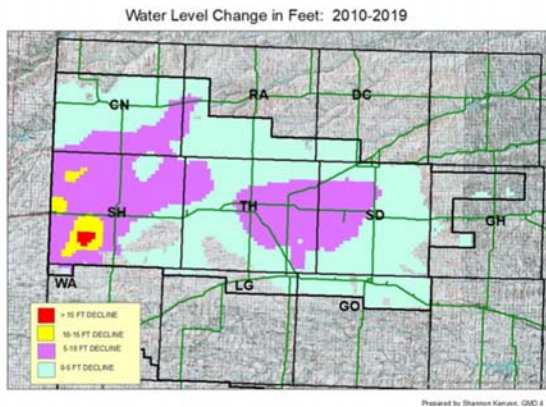 Water Level Change in Feet: 2010-2019
CN
RA
DC
SH
TH
SD
GH
WA
LG
GO
> 15 FT DECLINE
10-15 FT DECLINE
5-10 FT DECLINE
0-5 FT DECLINE
Prepared by Shannon Kenyon, GMD 4